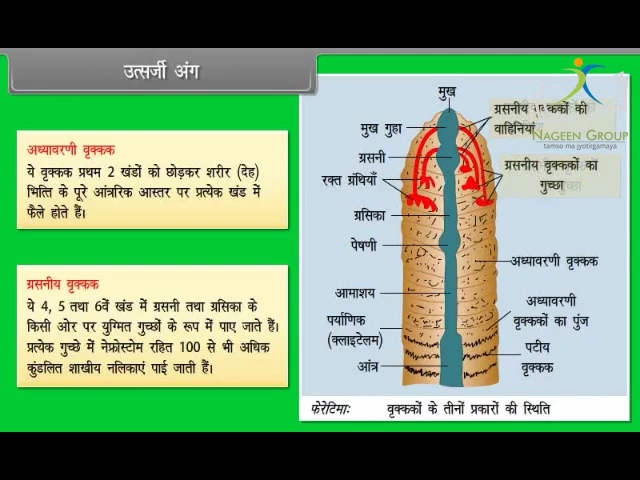 उत्सर्जी अंग
अध्यावरणी वृक्कक
ये वृक्कक प्रथम 2 खंडों को छोड़कर शरीर (देह)
भित्ति के पूरे आंत्ररिक आस्तर पर प्रत्येक खंड में
फैले होते हैं।
ग्रसनीय वृक्कक
ये 4, 5 तथा 6वें खंड में ग्रसनी तथा ग्रसिका के
किसी ओर पर युग्मित गुच्छों के रूप में पाए जाते हैं।
प्रत्येक गुच्छे में नेफ्रोस्टोम रहित 100 से भी अधिक
कुंडलित शाखीय नलिकाएं पाई जाती हैं।
मुख
मुख गुहा
ग्रसनी
रक्त ग्रंथियाँ
ग्रसिका
पेषणी
आमाशय
पर्याणिक
(क्लाइटेलम)
आंत्र
ग्रसनीय वृक्ककों की
वाहिनियां
ग्रसनीय वृक्ककों का
गुच्छा
अध्यावरणी वृक्कक
अध्यावरणी
वृक्ककों का पुंज
पटीय
वृक्कक
फेरेटिमाः वृक्ककों के तीनों प्रकारों की स्थिति
NAGEEN GROUP
tamso ma jyotirgamaya